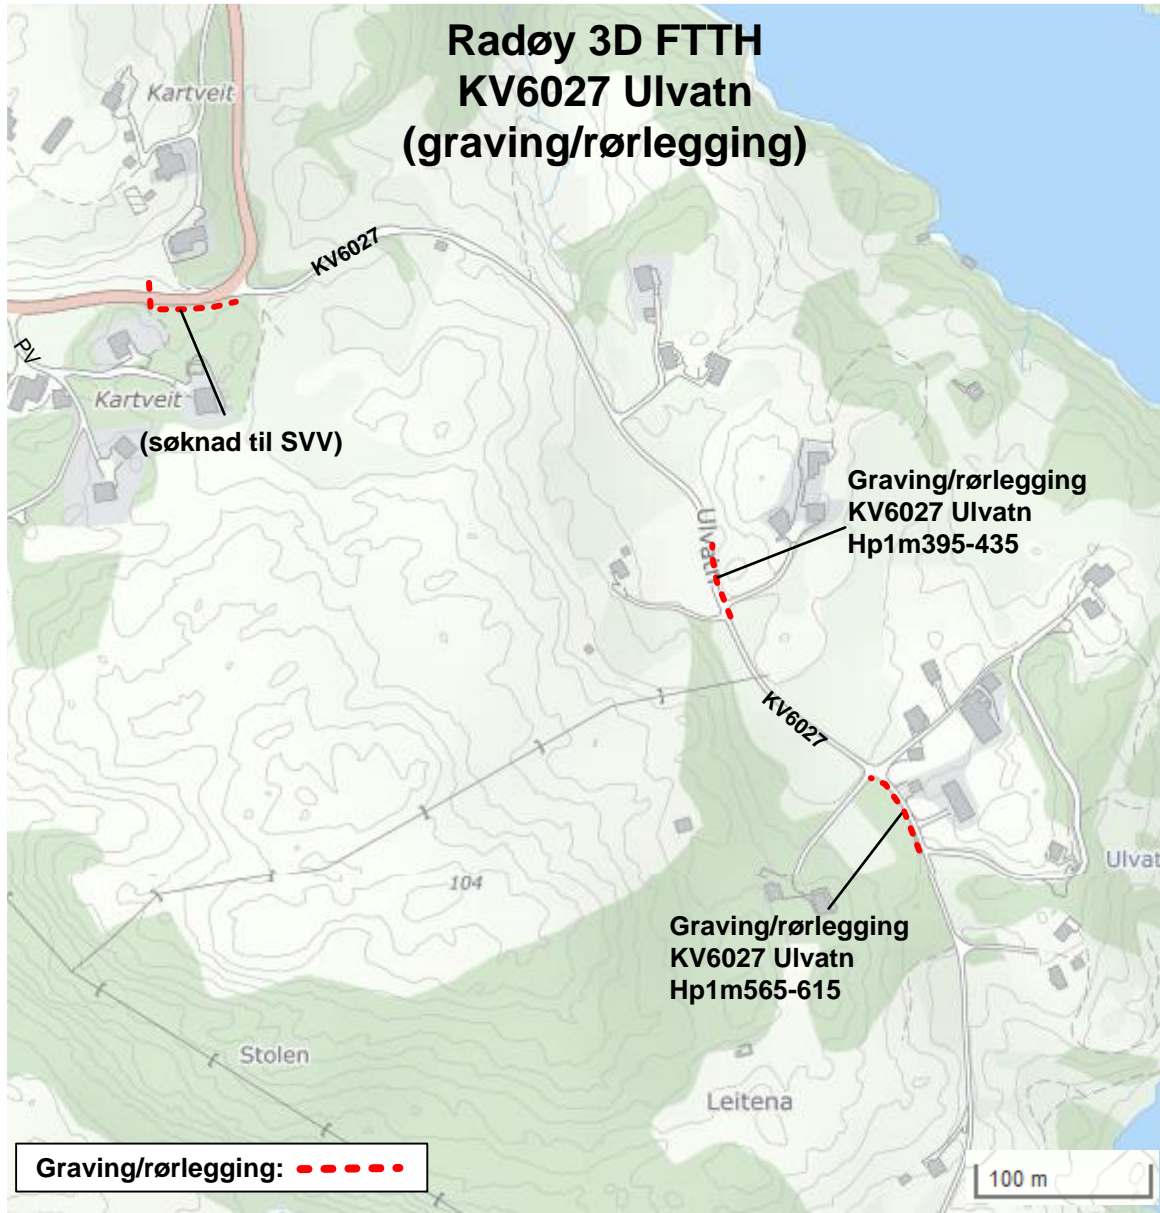 Radøy 3D FTTH
KV6027 Ulvatn
(graving/rørlegging)
Kartveit
KV6027
PV
Kartveit
(søknad til SVV)
Graving/rørlegging
KV6027 Ulvatn
Hp1m395-435
Ulvatn
KV6027
104
Ulvat
Graving/rørlegging
KV6027 Ulvatn
Hp1m565-615
Stolen
Leitena
Graving/rørlegging:
100 m